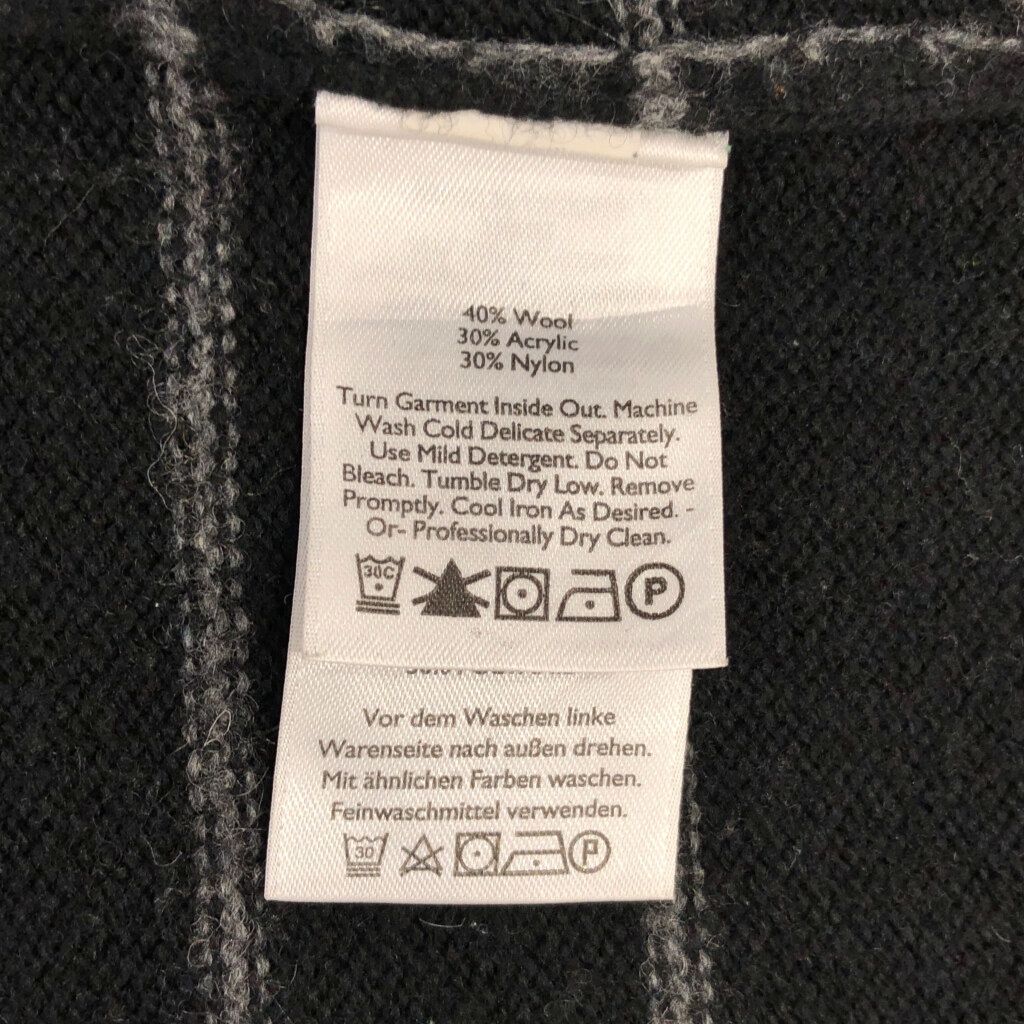 40% Wool
30% Acrylic
30% Nylon
Turn Garment Inside Out. Machine
Wash Cold Delicate Separately.
Use Mild Detergent. Do Not
Bleach. Tumble Dry Low. Remove
Promptly. Cool Iron As Desired. -
Or- Professionally Dry Clean.
30C P
Vor dem Waschen linke
Warenseite nach außen drehen.
Mit ähnlichen Farben waschen.
Feinwaschmittel verwenden.
30 P